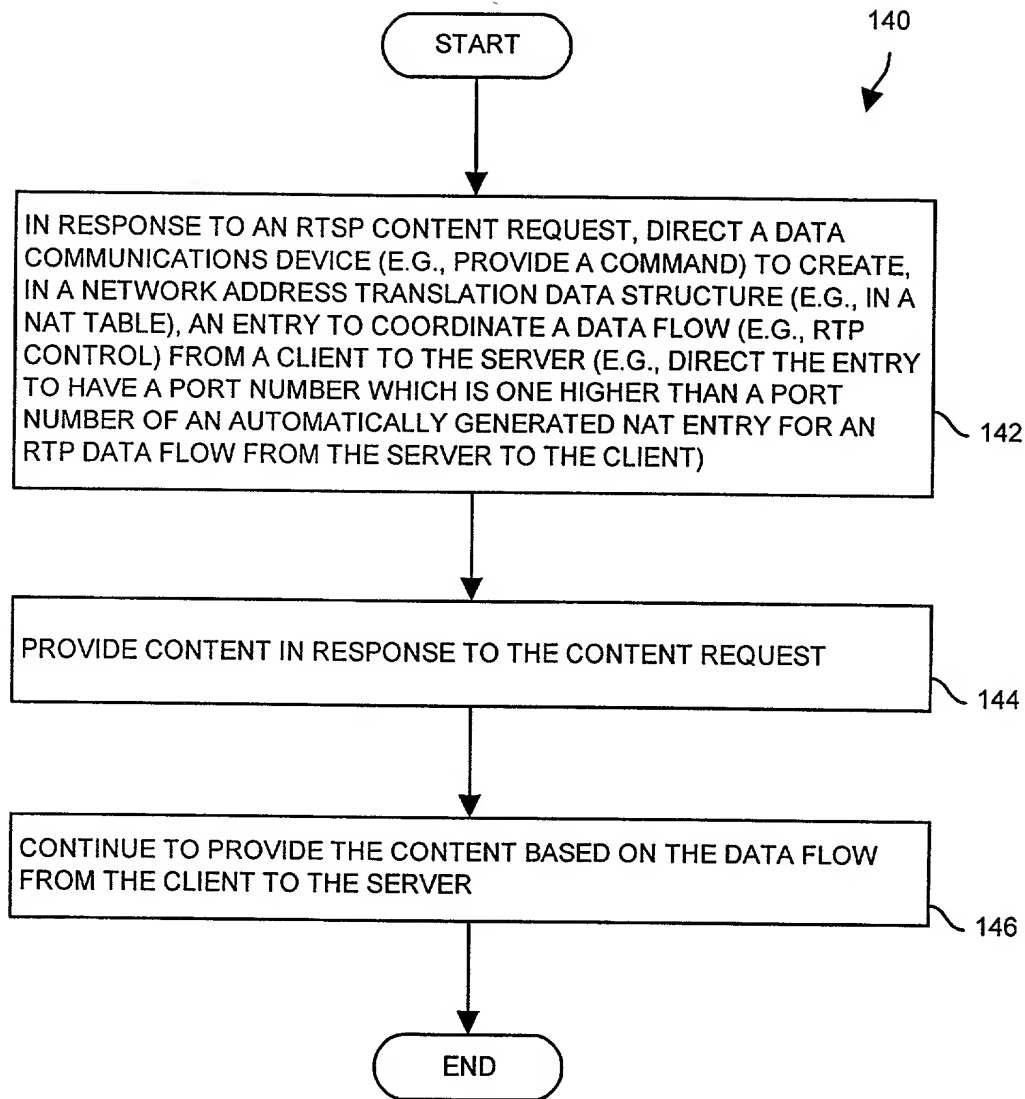 START
140
IN RESPONSE TO AN RTSP CONTENT REQUEST, DIRECT A DATA
COMMUNICATIONS DEVICE (E.G., PROVIDE A COMMAND) TO CREATE,
IN A NETWORK ADDRESS TRANSLATION DATA STRUCTURE (E.G., IN A
NAT TABLE), AN ENTRY TO COORDINATE A DATA FLOW (E.G., RTP
CONTROL) FROM A CLIENT TO THE SERVER (E.G., DIRECT THE ENTRY
TO HAVE A PORT NUMBER WHICH IS ONE HIGHER THAN A PORT
NUMBER OF AN AUTOMATICALLY GENERATED NAT ENTRY FOR AN
RTP DATA FLOW FROM THE SERVER TO THE CLIENT)
142
PROVIDE CONTENT IN RESPONSE TO THE CONTENT REQUEST
144
CONTINUE TO PROVIDE THE CONTENT BASED ON THE DATA FLOW
FROM THE CLIENT TO THE SERVER
146
END